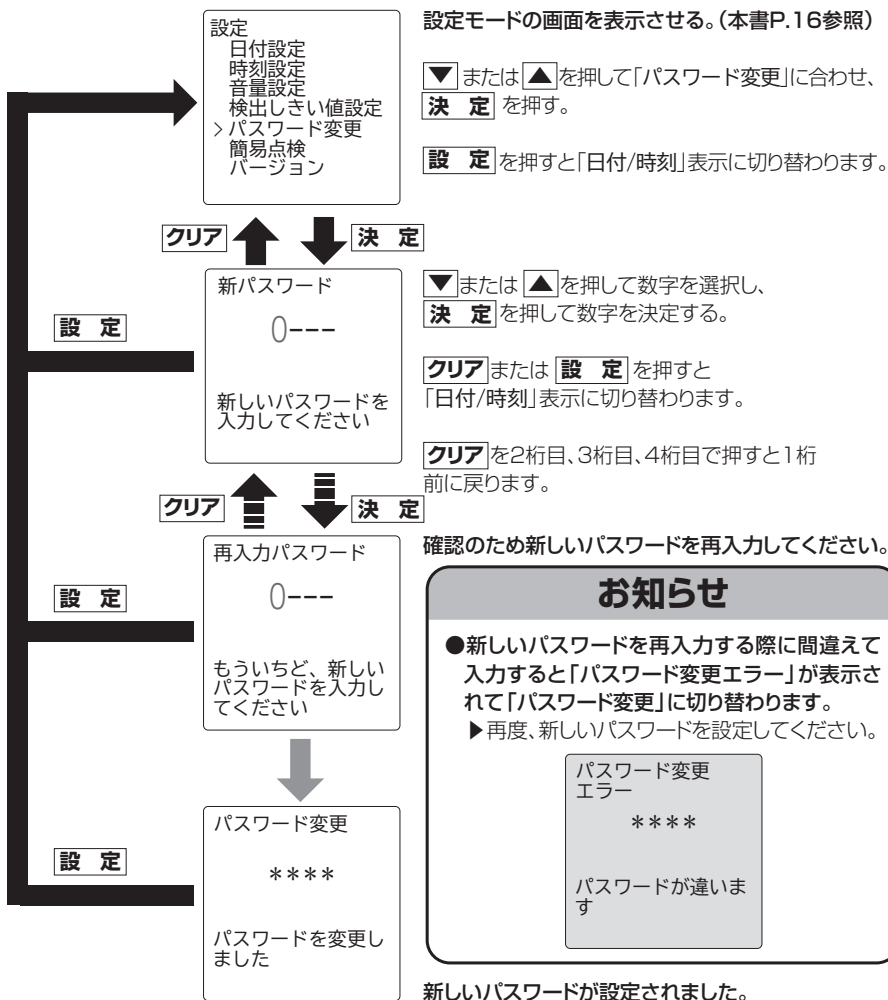 設定モードの画面を表示させる。(本書P.16参照)
設定
日付設定
時刻設定
音量設定
検出しきい値設定
>パスワード変更
簡易点検
バージョン
▼または▲を押して「パスワード変更」に合わせ、
決 定 を押す。
設 定 を押すと「日付/時刻」表示に切り替わります。
クリア
決 定
新パスワード
0---
新しいパスワードを
入力してください
設 定
▼または▲を押して数字を選択し、
決 定 を押して数字を決定する。
クリア または 設 定 を押すと
「日付/時刻」表示に切り替わります。
クリア を2桁目、3桁目、4桁目で押すと1桁
前に戻ります。
クリア
決 定
再入力パスワード
0---
もういちど、新しい
パスワードを入力し
てください
設 定
確認のため新しいパスワードを再入力してください。
お知らせ
●新しいパスワードを再入力する際に間違えて
入力すると「パスワード変更エラー」が表示さ
れて「パスワード変更」に切り替わります。
▶再度、新しいパスワードを設定してください。
パスワード変更
エラー
****
パスワードが違いま
す
パスワード変更
****
パスワードを変更し
ました
設 定
新しいパスワードが設定されました。